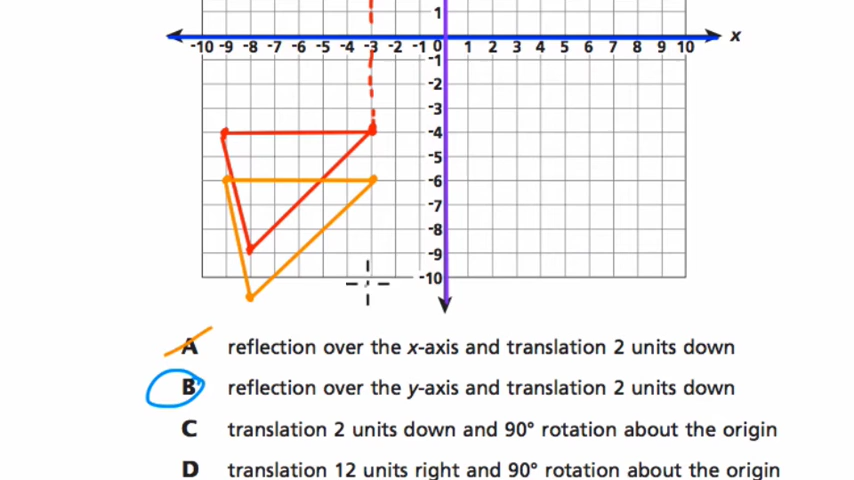 1
-10 -9 -8 -7 -6 -5 -4 -3 -2 -1 0 1 2 3 4 5 6 7 8 9 10 x
-1
-2
-3
-4
-5
-6
-7
-8
-9
-10
A reflection over the x-axis and translation 2 units down
B reflection over the y-axis and translation 2 units down
C translation 2 units down and 90° rotation about the origin
D translation 12 units right and 90° rotation about the origin